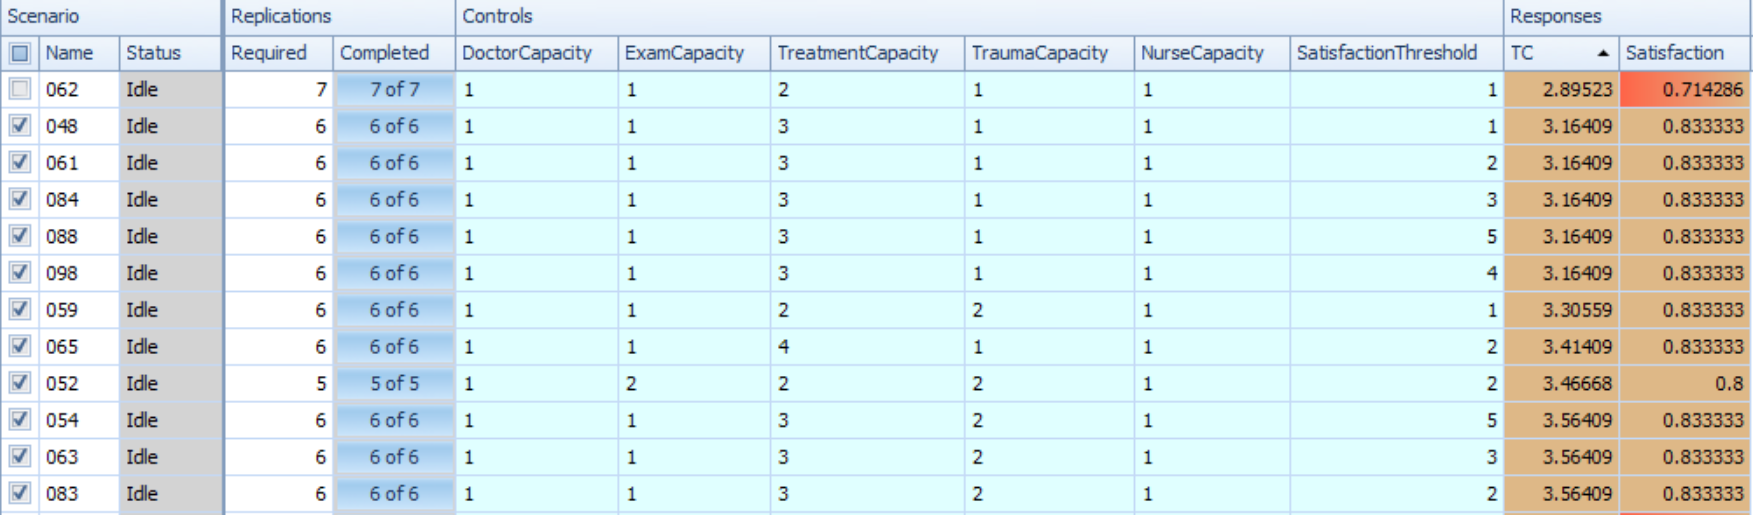 Scenario Replications Controls Responses
Name Status Required Completed DoctorCapacity ExamCapacity TreatmentCapacity TraumaCapacity NurseCapacity SatisfactionThreshold TC Satisfaction
062 Idle 7 7 of 7 1 1 2 1 1 1 2.89523 0.714286
048 Idle 6 6 of 6 1 1 3 1 1 1 3.16409 0.833333
061 Idle 6 6 of 6 1 1 3 1 1 2 3.16409 0.833333
084 Idle 6 6 of 6 1 1 3 1 1 3 3.16409 0.833333
088 Idle 6 6 of 6 1 1 3 1 1 5 3.16409 0.833333
098 Idle 6 6 of 6 1 1 3 1 1 4 3.16409 0.833333
059 Idle 6 6 of 6 1 1 2 2 1 1 3.30559 0.833333
065 Idle 6 6 of 6 1 1 4 1 1 2 3.41409 0.833333
052 Idle 5 5 of 5 1 2 2 2 1 2 3.46668 0.8
054 Idle 6 6 of 6 1 1 3 2 1 5 3.56409 0.833333
063 Idle 6 6 of 6 1 1 3 2 1 3 3.56409 0.833333
083 Idle 6 6 of 6 1 1 3 2 1 2 3.56409 0.833333